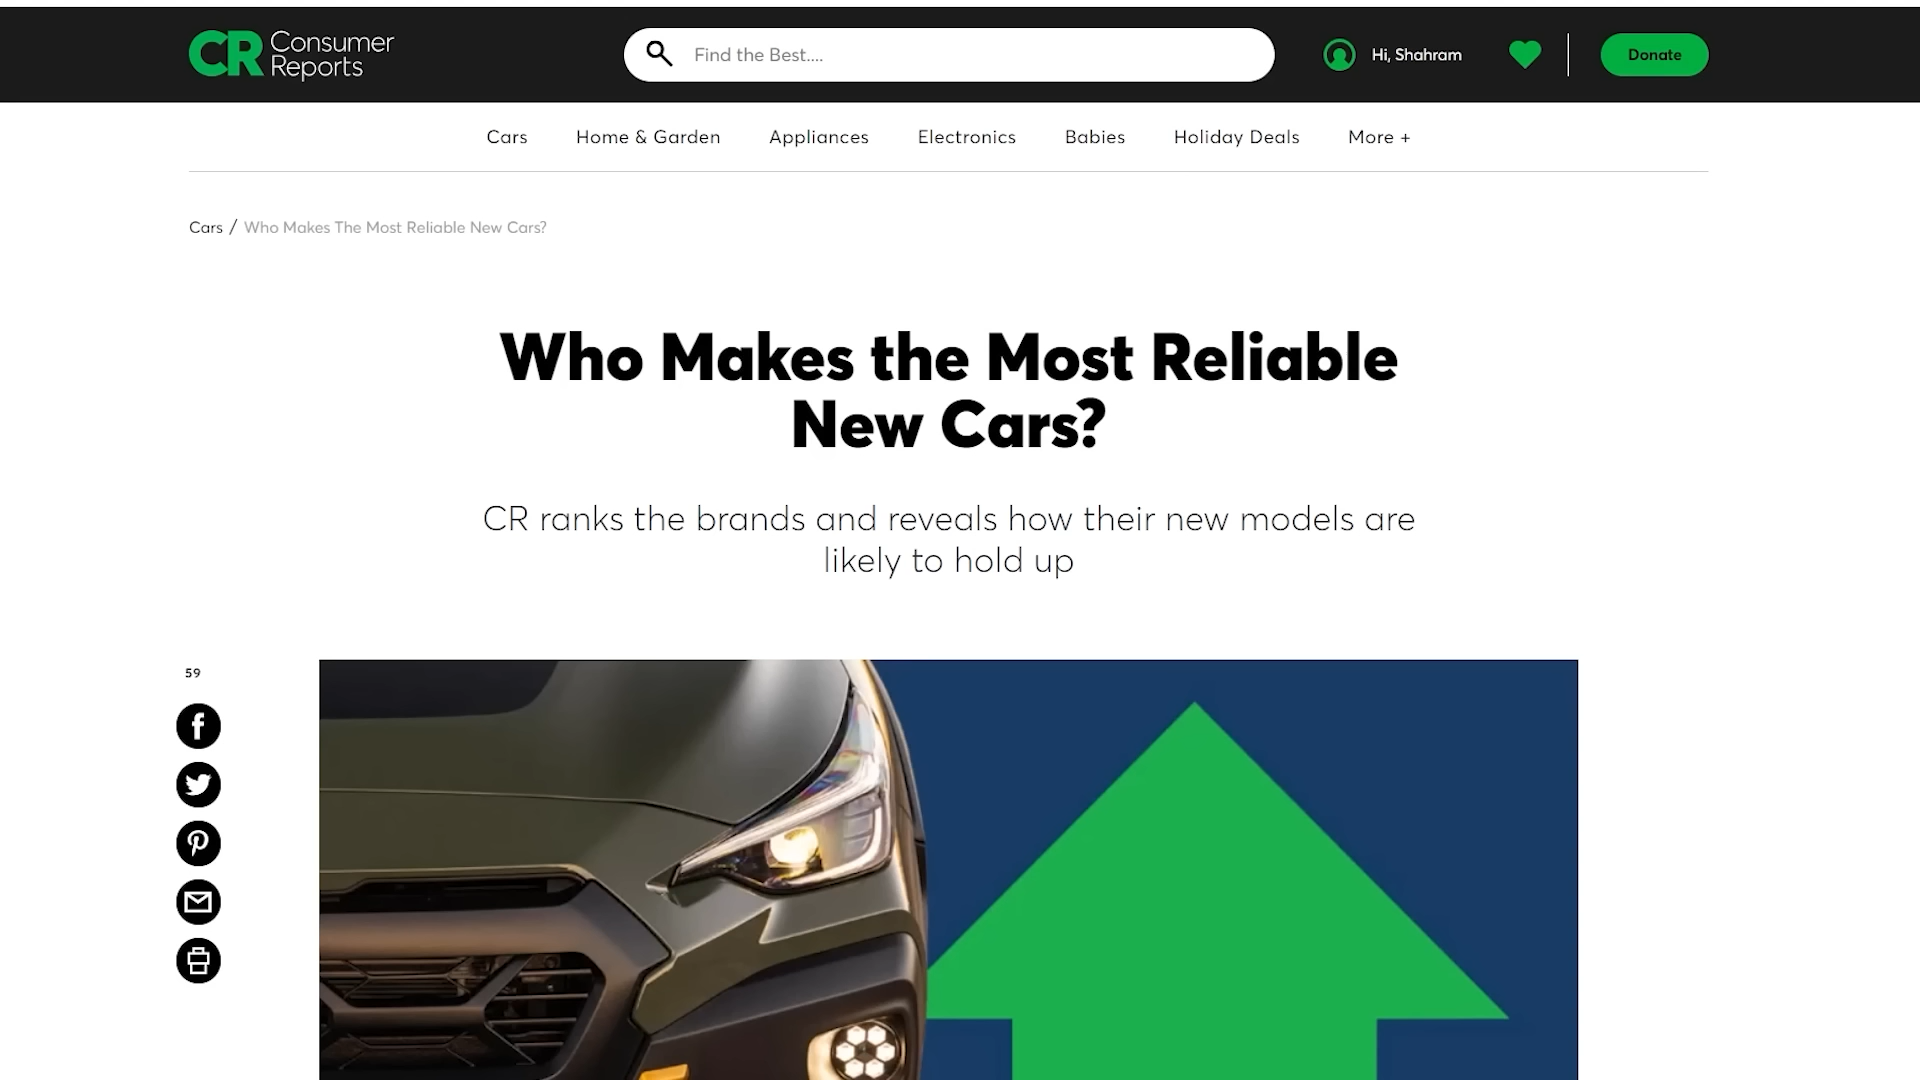 CR Consumer
Reports
Find the Best....
Hi, Shahram
Donate
Cars
Home & Garden
Appliances
Electronics
Babies
Holiday Deals
More +
Cars / Who Makes The Most Reliable New Cars?
Who Makes the Most Reliable
New Cars?
CR ranks the brands and reveals how their new models are
likely to hold up
59